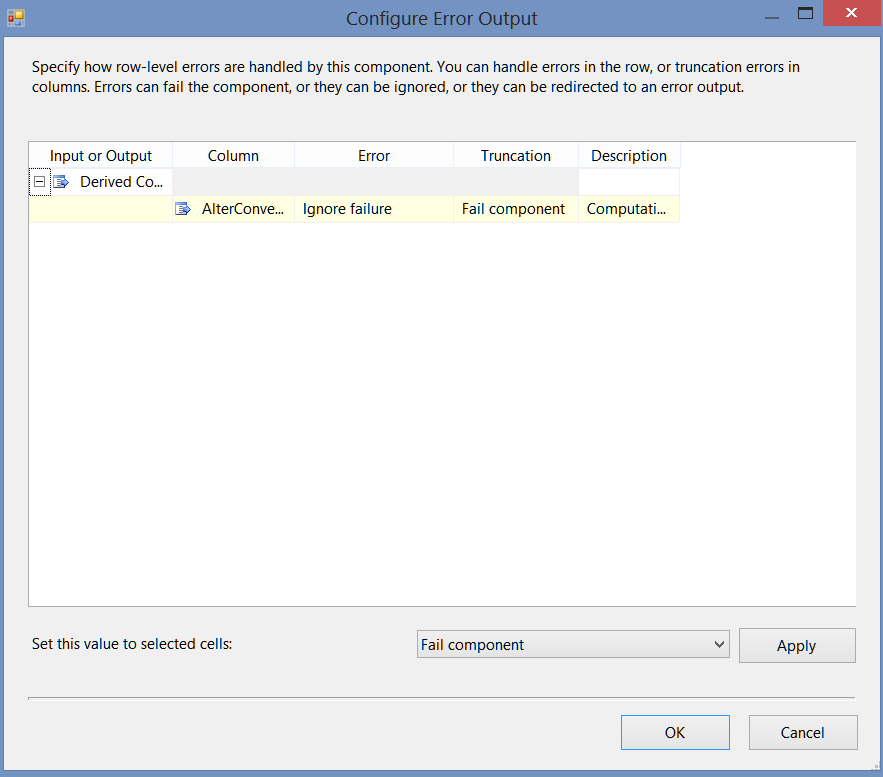 Configure Error Output
Specify how row-level errors are handled by this component. You can handle errors in the row, or truncation errors in
columns. Errors can fail the component, or they can be ignored, or they can be redirected to an error output.
Input or Output Column Error Truncation Description
Derived Co...
AlterConve... Ignore failure Fail component Computati...
Set this value to selected cells: Fail component Apply
OK Cancel